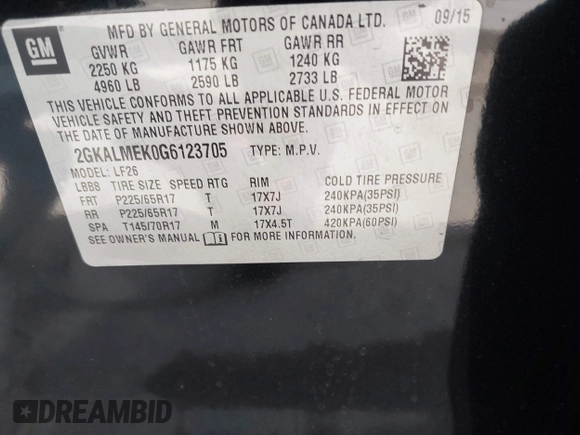 GM
MFD BY GENERAL MOTORS OF CANADA LTD. 09/15
GVWR GAWR FRT GAWR RR
2250 KG 1175 KG 1240 KG
4960 LB 2590 LB 2733 LB
THIS VEHICLE CONFORMS TO ALL APPLICABLE U.S. FEDERAL MOTOR
VEHICLE SAFETY AND THEFT PREVENTION STANDARDS IN EFFECT ON
THE DATE OF MANUFACTURE SHOWN ABOVE.
2GKALMEK0G6123705 TYPE: M.P.V.
MODEL: LF26
LBB8 TIRE SIZE SPEED RTG RIM COLD TIRE PRESSURE
FRT P225/65R17 T 17X7J 240KPA(35PSI)
RR P225/65R17 T 17X7J 240KPA(35PSI)
SPA T145/70R17 M 17X4.5T 420KPA(60PSI)
SEE OWNER'S MANUAL FOR MORE INFORMATION
DREAMBID